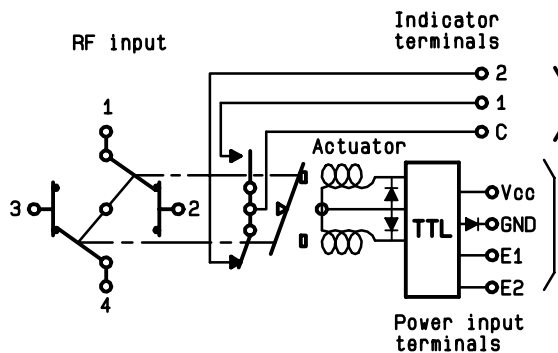 Indicator
terminals
RF input
2
1
C
1
Actuator
3
2
4
TTL
Vcc
GND
E1
E2
Power input
terminals